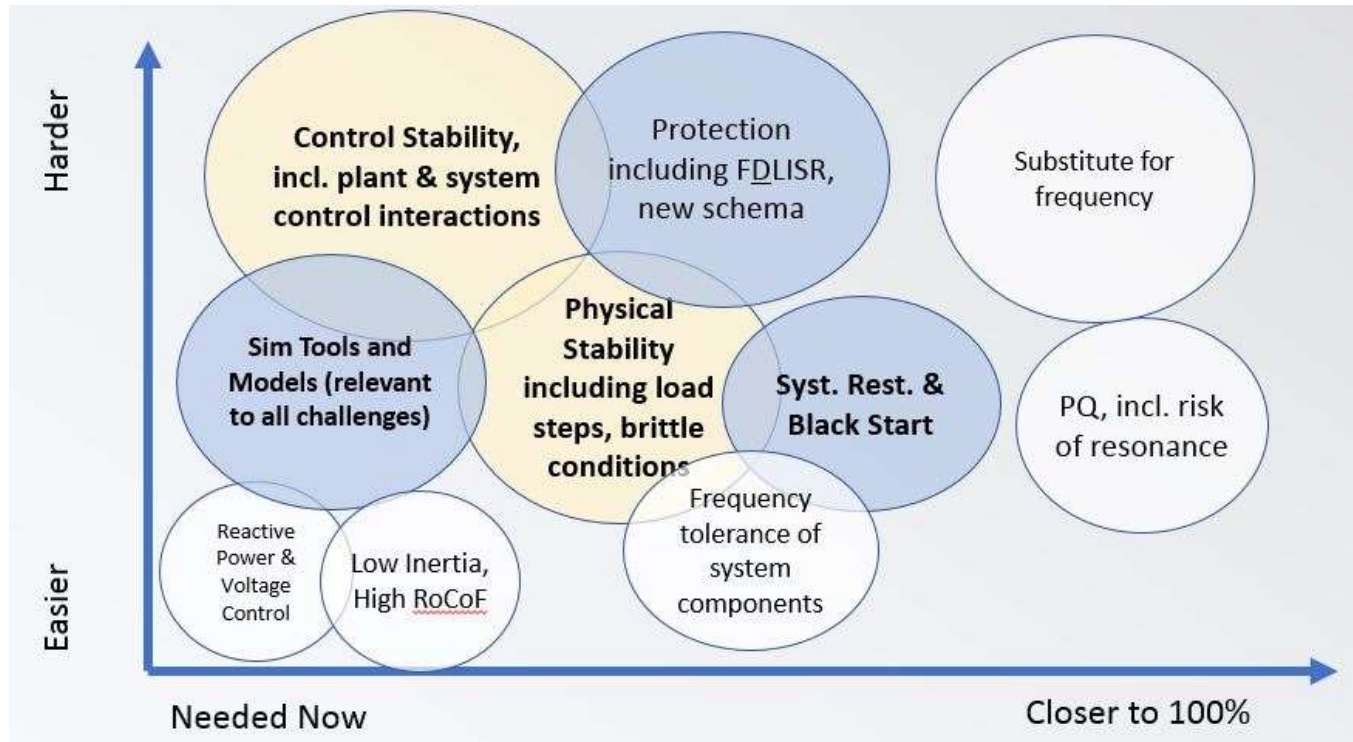 Harder
Control Stability,
incl. plant & system
control interactions
Protection
including FDLISR,
new schema
Substitute for
frequency
Sim Tools and
Models (relevant
to all challenges)
Physical
Stability
including load
steps, brittle
conditions
Syst. Rest. &
Black Start
PQ, incl. risk
of resonance
Reactive
Power &
Voltage
Control
Low Inertia,
High RoCoF
Frequency
tolerance of
system
components
Easier
Needed Now
Closer to 100%